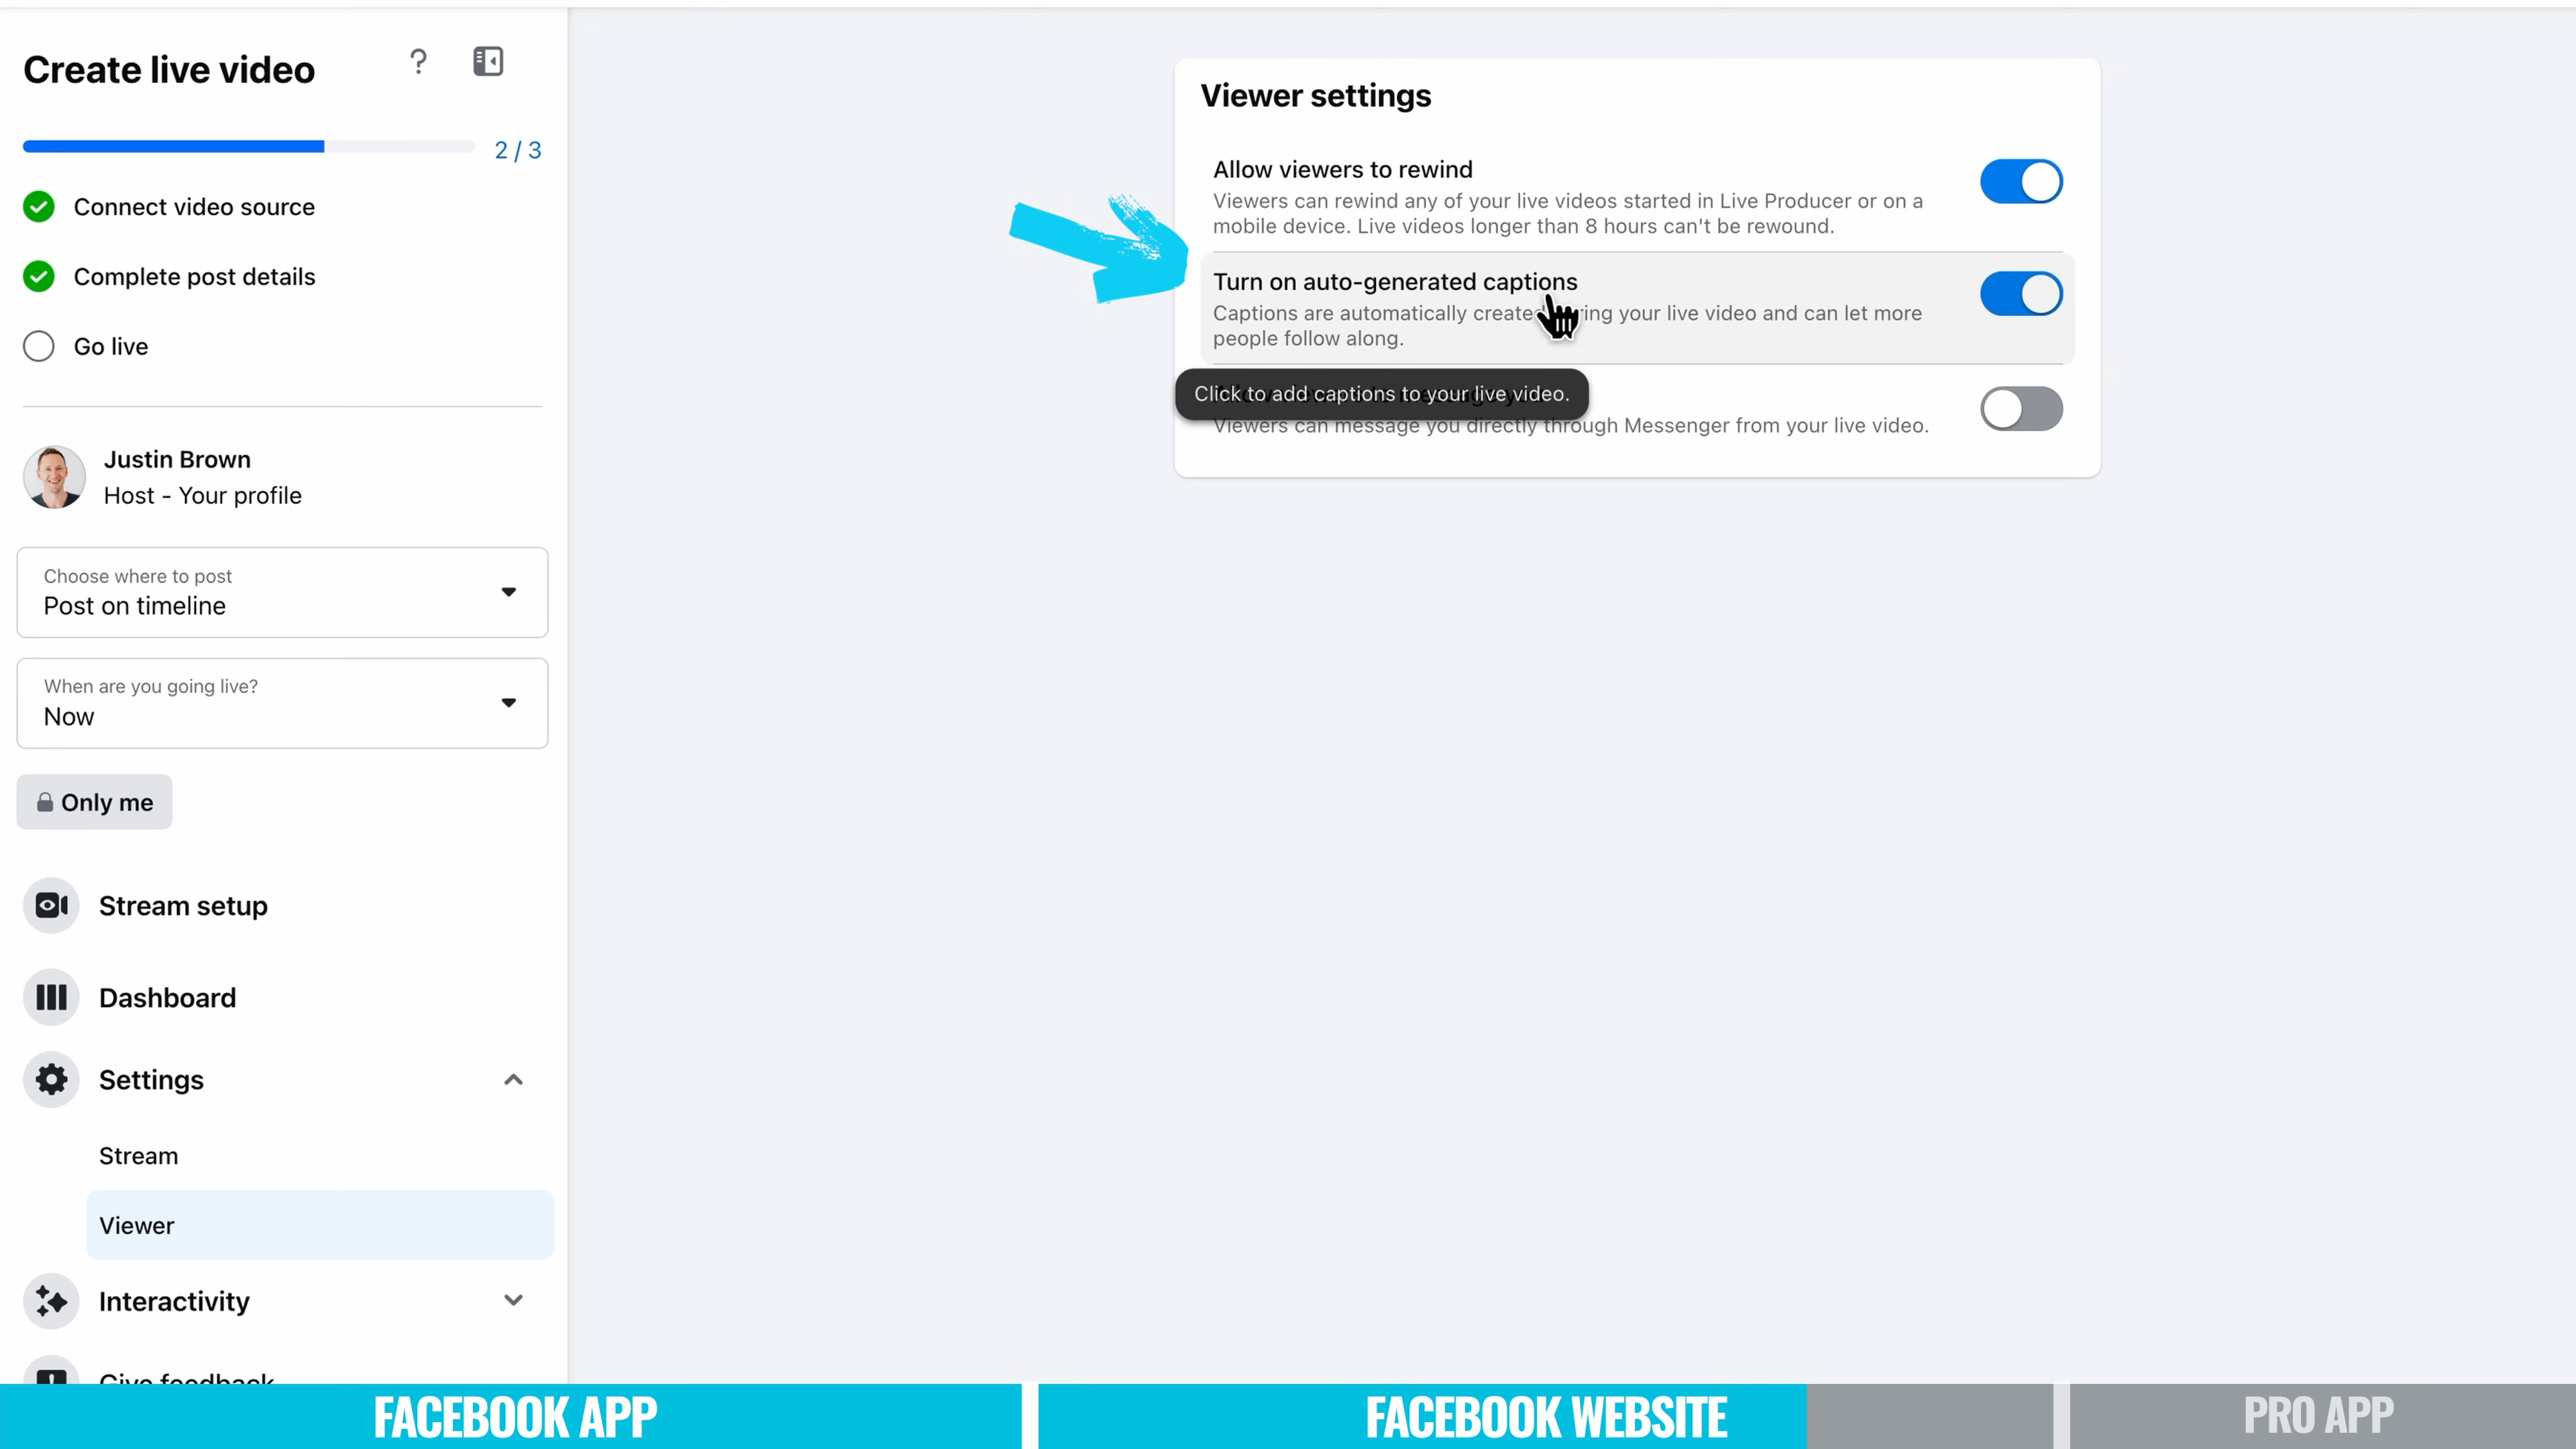 Create live video
2 / 3
Connect video source
Complete post details
Go live
Justin Brown
Host - Your profile
Choose where to post
Post on timeline
When are you going live?
Now
Only me
Stream setup
Dashboard
Settings
Stream
Viewer
Interactivity
Give feedback
Viewer settings
Allow viewers to rewind
Viewers can rewind any of your live videos started in Live Producer or on a
mobile device. Live videos longer than 8 hours can't be rewound.
Turn on auto-generated captions
Captions are automatically create ring your live video and can let more
people follow along.
Click to add captions to your live video.
Viewers can message you directly through Messenger from your live video.
FACEBOOK APP
FACEBOOK WEBSITE
PRO APP